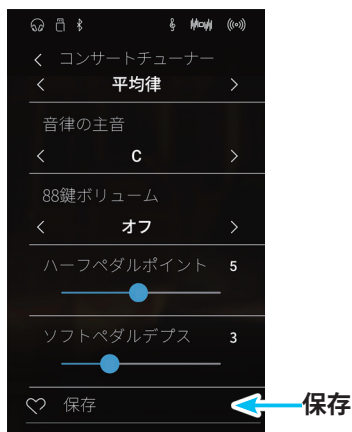 コンサートチューナー
平均律
音律の主音
C
88鍵ボリューム
オフ
ハーフペダルポイント 5
ソフトペダルデプス 3
保存 保存